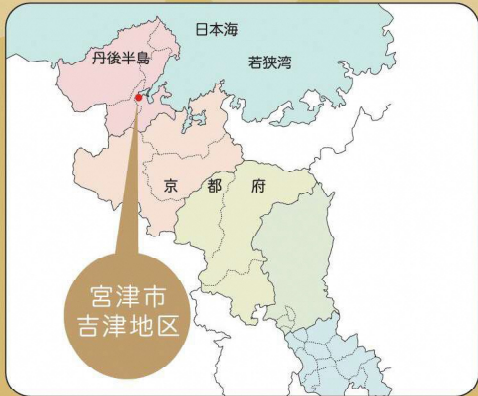 日本海
丹後半島
若狭湾
京都府
宮津市
吉津地区